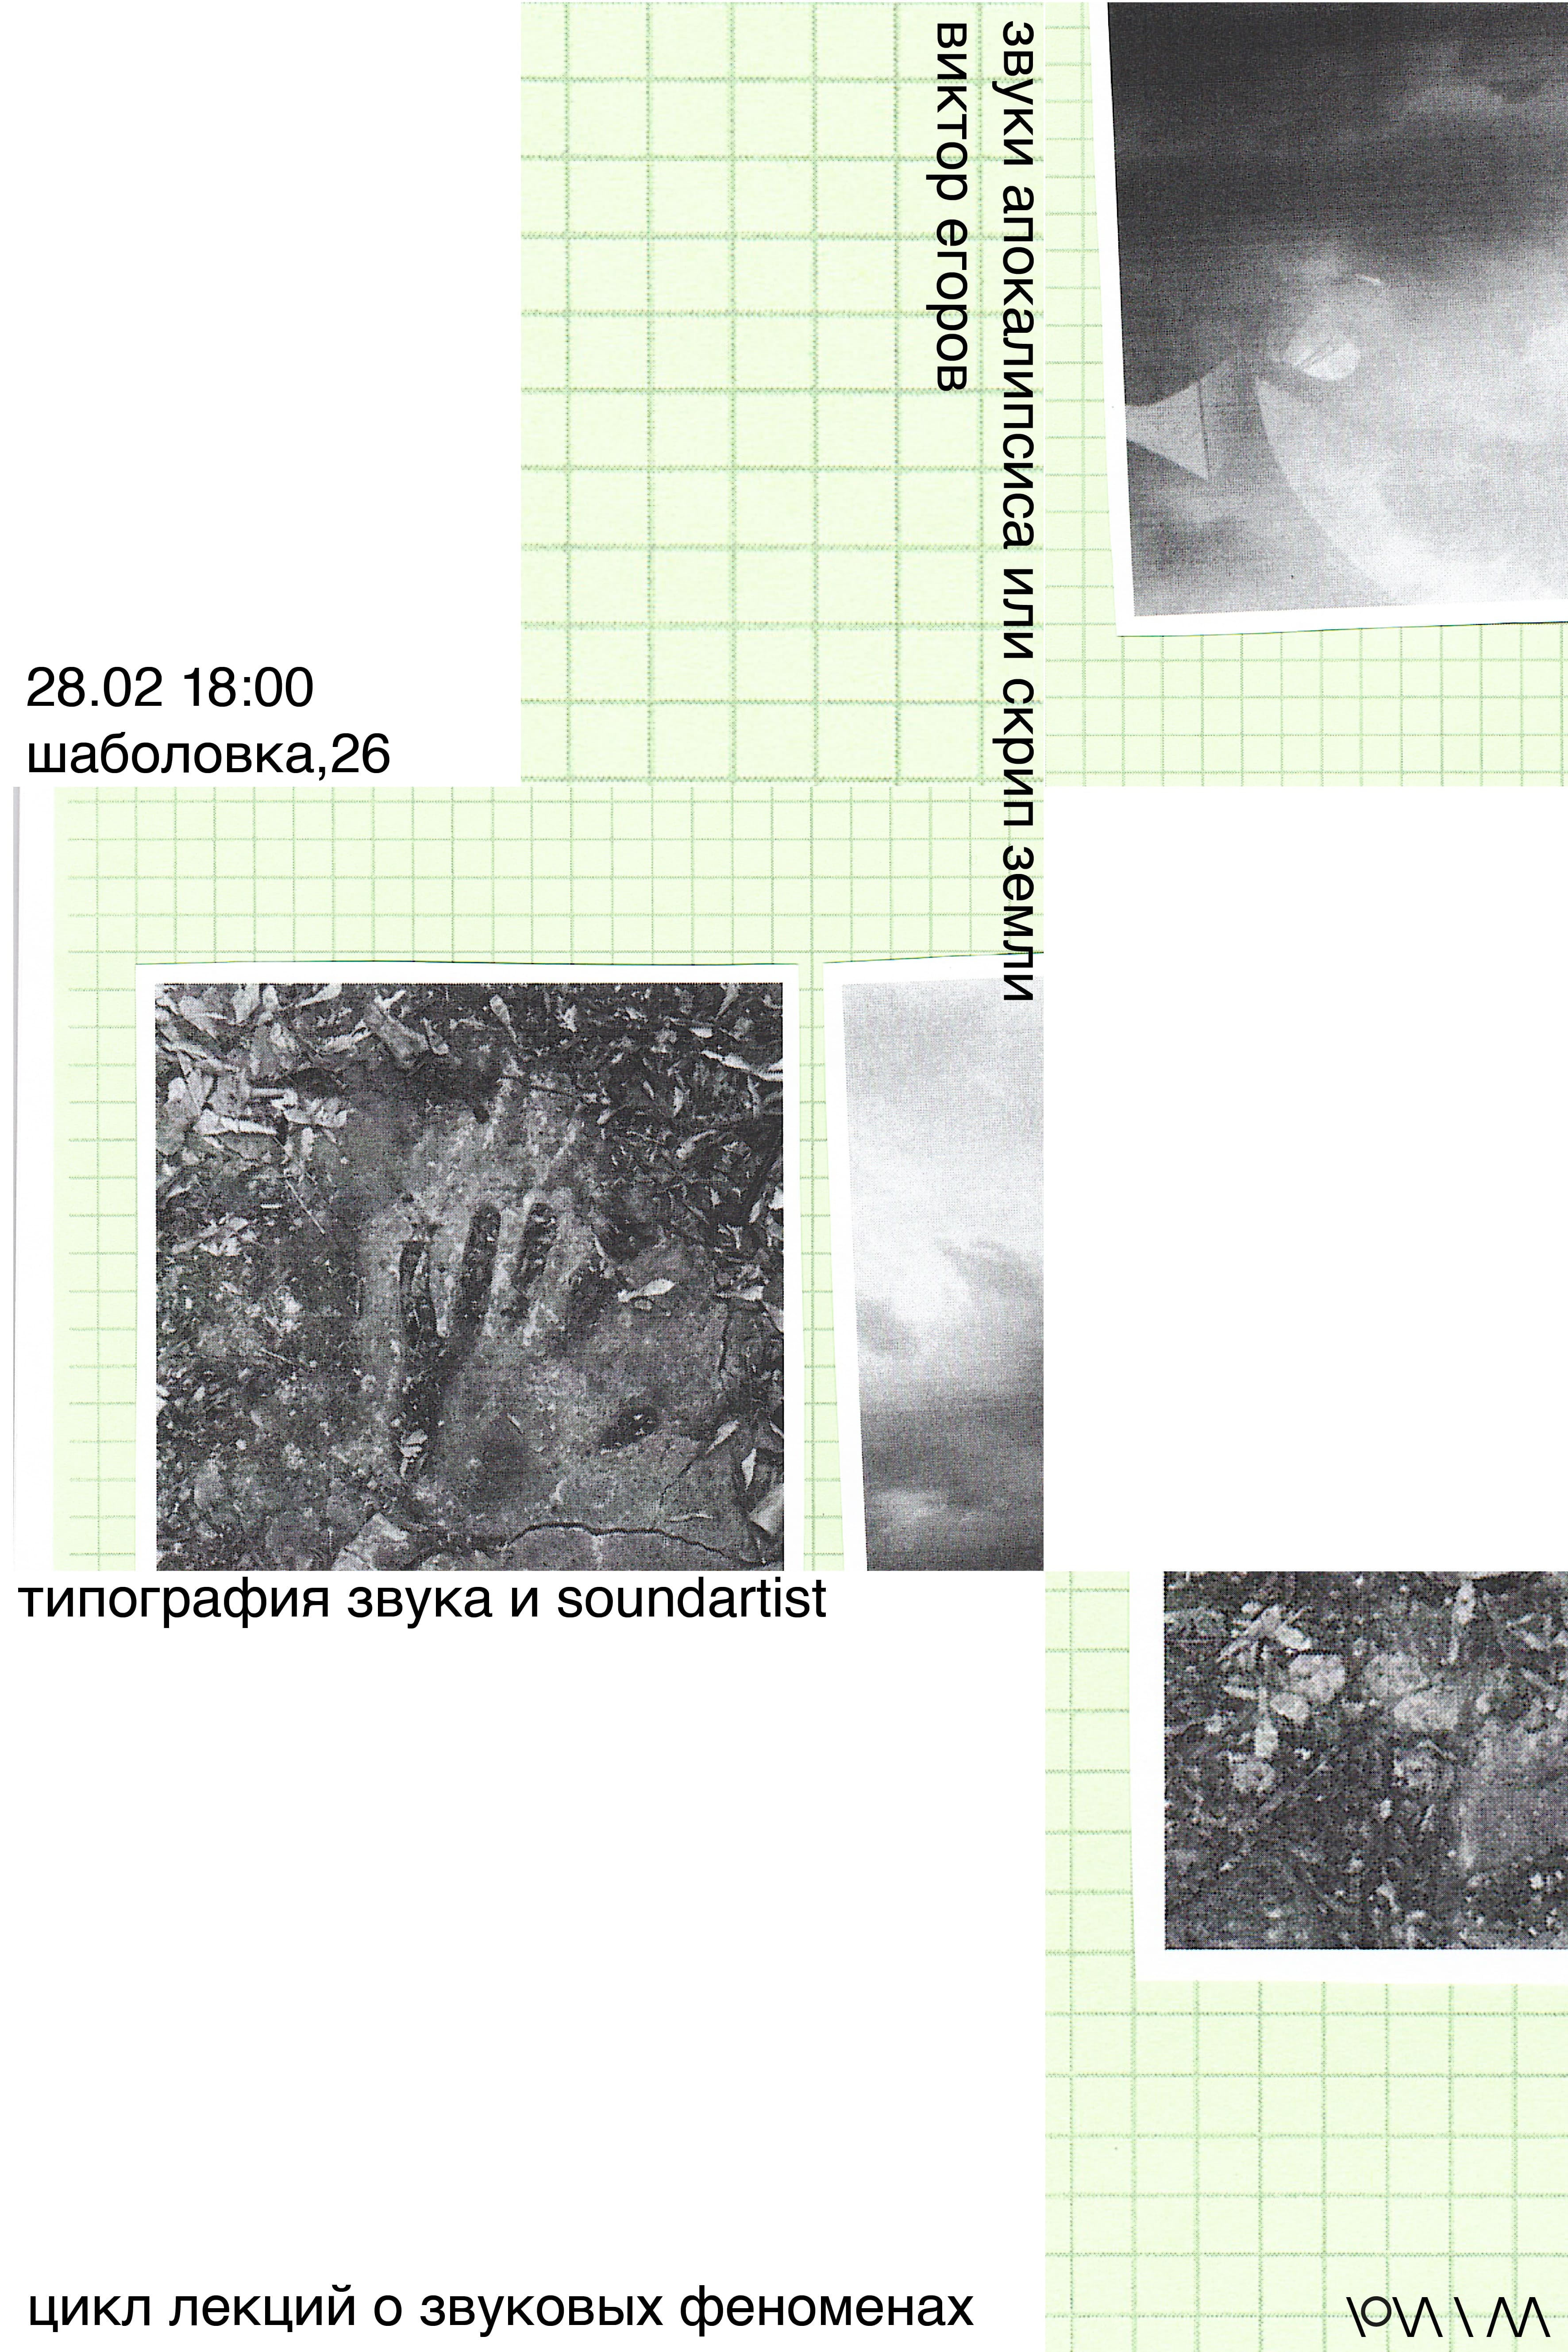 звуки апокалипсиса или скрип земли
виктор егоров
28.02 18:00
шаболовка,26
типография звука и soundartist
цикл лекций о звуковых феноменах